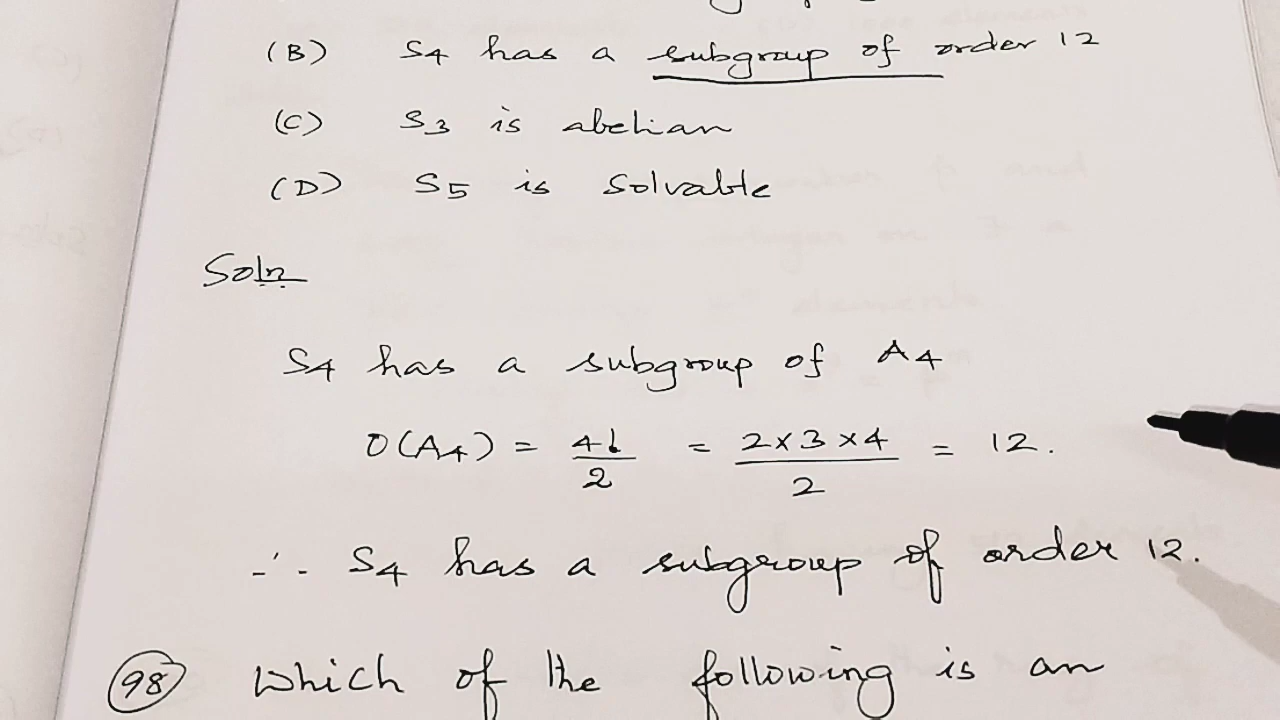 (B) S4 has a subgroup of order 12
(C) S3 is abelian
(D) S5 is solvable
Soln
S4 has a subgroup of A4
O(A4) = 4!/2 = 2×3×4/2 = 12.
∴ S4 has a subgroup of order 12.
98 Which of the following is an